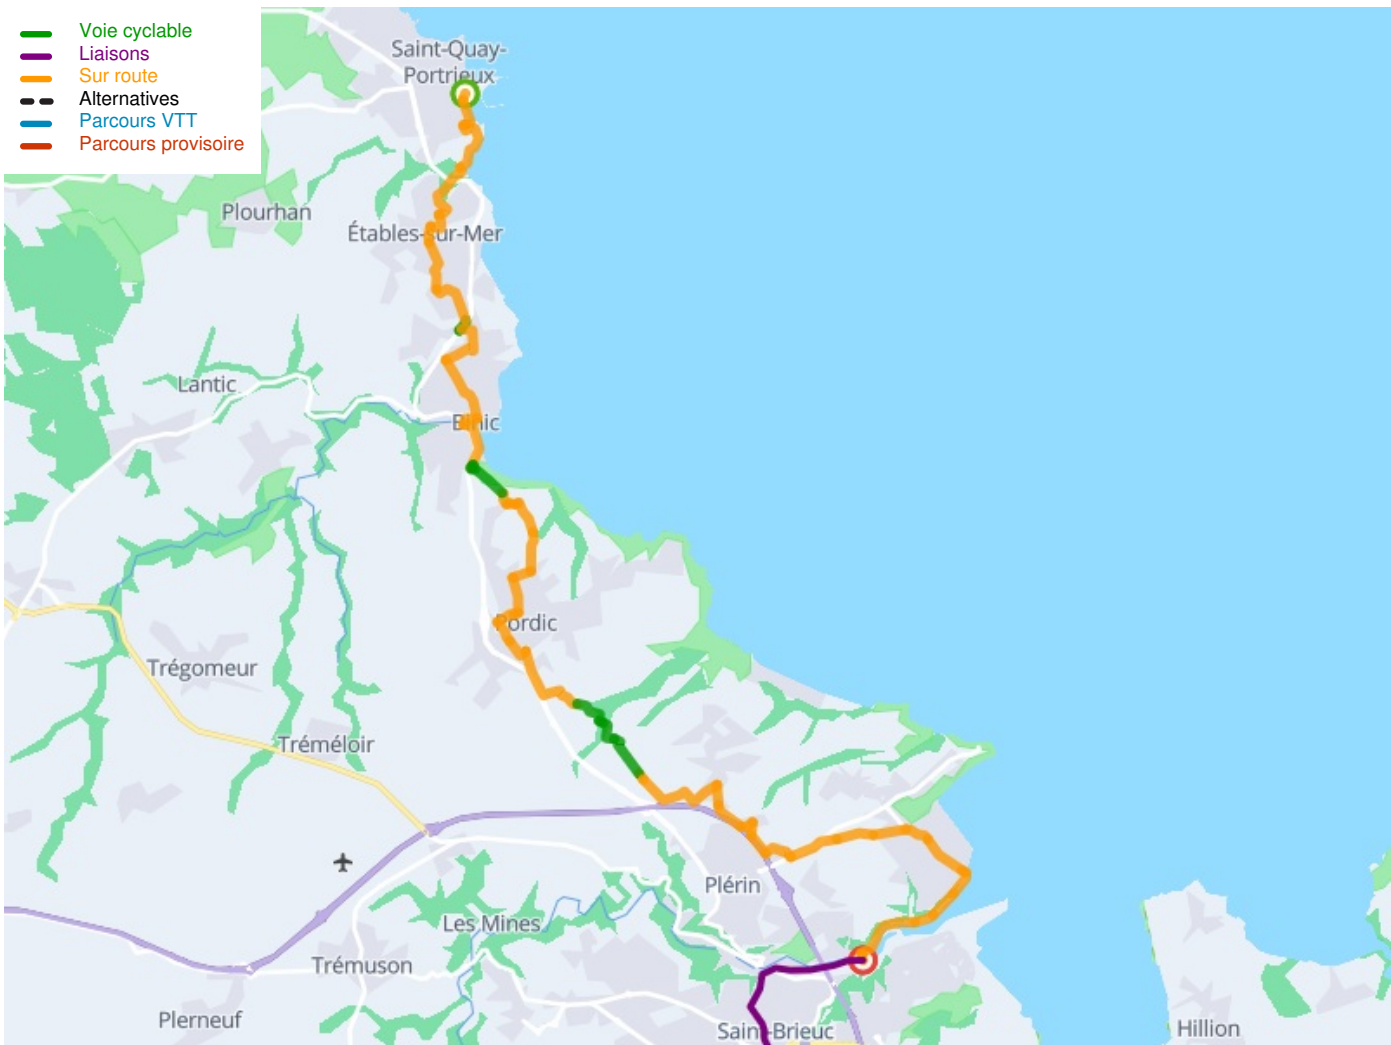 Voie cyclable
Liaisons
Sur route
Alternatives
Parcours VTT
Parcours provisoire
Saint-Quay-
Portrieux
Plourhan
Étables-sur-Mer
Lantic
Binic
Pordic
Trégomeur
Tréméloir
Plérin
Les Mines
Trémuson
Plerneuf
Saint-Brieuc
Hillion